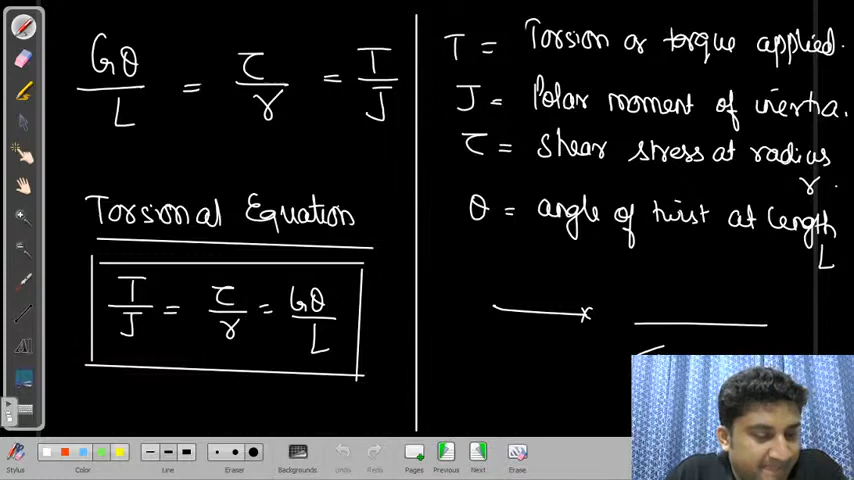 Gθ/L = τ/r = T/J
Torsional Equation
T/J = τ/r = Gθ/L
T = Torsion or torque applied.
J = Polar moment of inertia.
τ = Shear stress at radius
r.
θ = angle of twist at length
L
Stylus
Color
Line
Eraser
Backgrounds
Undo
Redo
Pages
Previous
Next
Erase